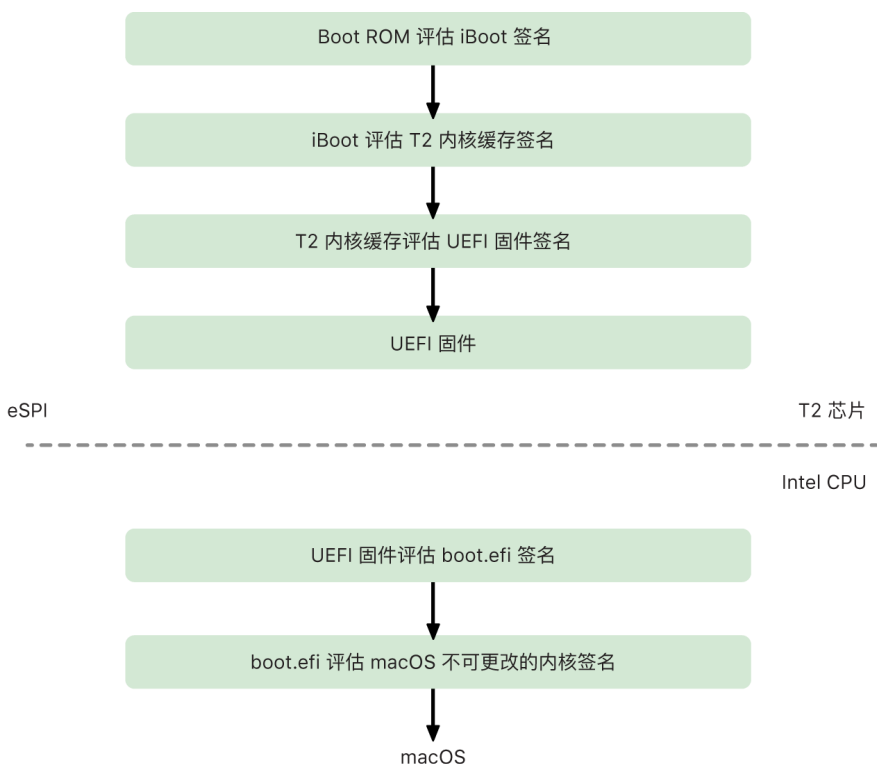 Boot ROM 评估 iBoot 签名
iBoot 评估 T2 内核缓存签名
T2 内核缓存评估 UEFI 固件签名
UEFI 固件
eSPI
T2 芯片
Intel CPU
UEFI 固件评估 boot.efi 签名
boot.efi 评估 macOS 不可更改的内核签名
macOS